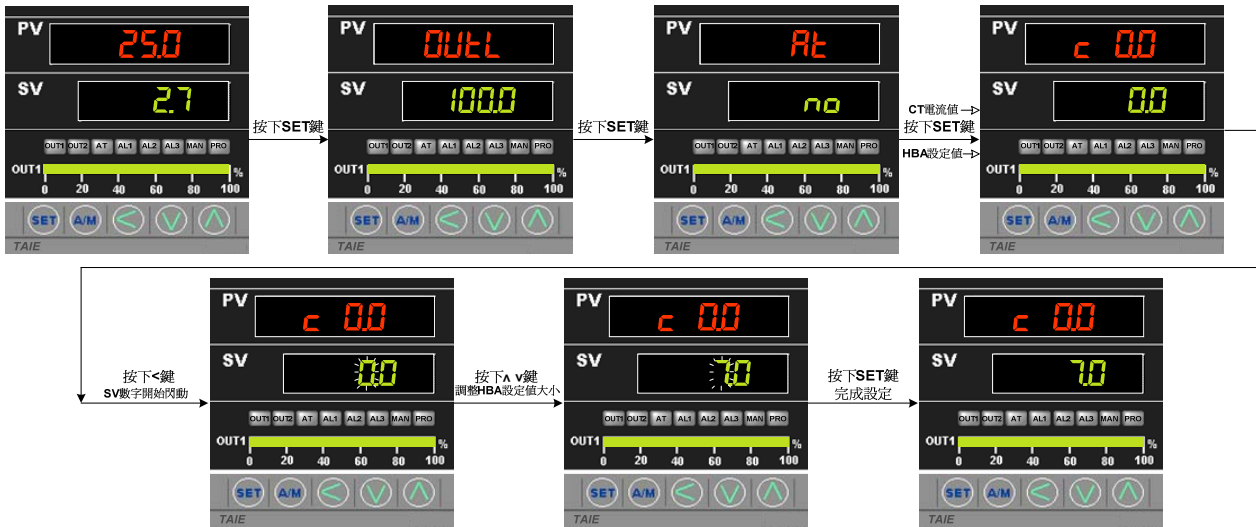 PV 25.0
SV 2.7
OUT1 OUT2 AT AL1 AL2 AL3 MAN PRO
OUT1 %
0 20 40 60 80 100
SET A/M < ∨ ∧
TAIE
按下SET鍵
PV OUtL
SV 100.0
OUT1 OUT2 AT AL1 AL2 AL3 MAN PRO
OUT1 %
0 20 40 60 80 100
SET A/M < ∨ ∧
TAIE
按下SET鍵
PV At
SV no
OUT1 OUT2 AT AL1 AL2 AL3 MAN PRO
OUT1 %
0 20 40 60 80 100
SET A/M < ∨ ∧
TAIE
CT電流值
按下SET鍵
HBA設定值
PV c 0.0
SV 0.0
OUT1 OUT2 AT AL1 AL2 AL3 MAN PRO
OUT1 %
0 20 40 60 80 100
SET A/M < ∨ ∧
TAIE
按下<鍵
SV數字開始閃動
PV c 0.0
SV 0.0
OUT1 OUT2 AT AL1 AL2 AL3 MAN PRO
OUT1 %
0 20 40 60 80 100
SET A/M < ∨ ∧
TAIE
按下∧ ∨鍵
調整HBA設定值大小
PV c 0.0
SV 7.0
OUT1 OUT2 AT AL1 AL2 AL3 MAN PRO
OUT1 %
0 20 40 60 80 100
SET A/M < ∨ ∧
TAIE
按下SET鍵
完成設定
PV c 0.0
SV 7.0
OUT1 OUT2 AT AL1 AL2 AL3 MAN PRO
OUT1 %
0 20 40 60 80 100
SET A/M < ∨ ∧
TAIE